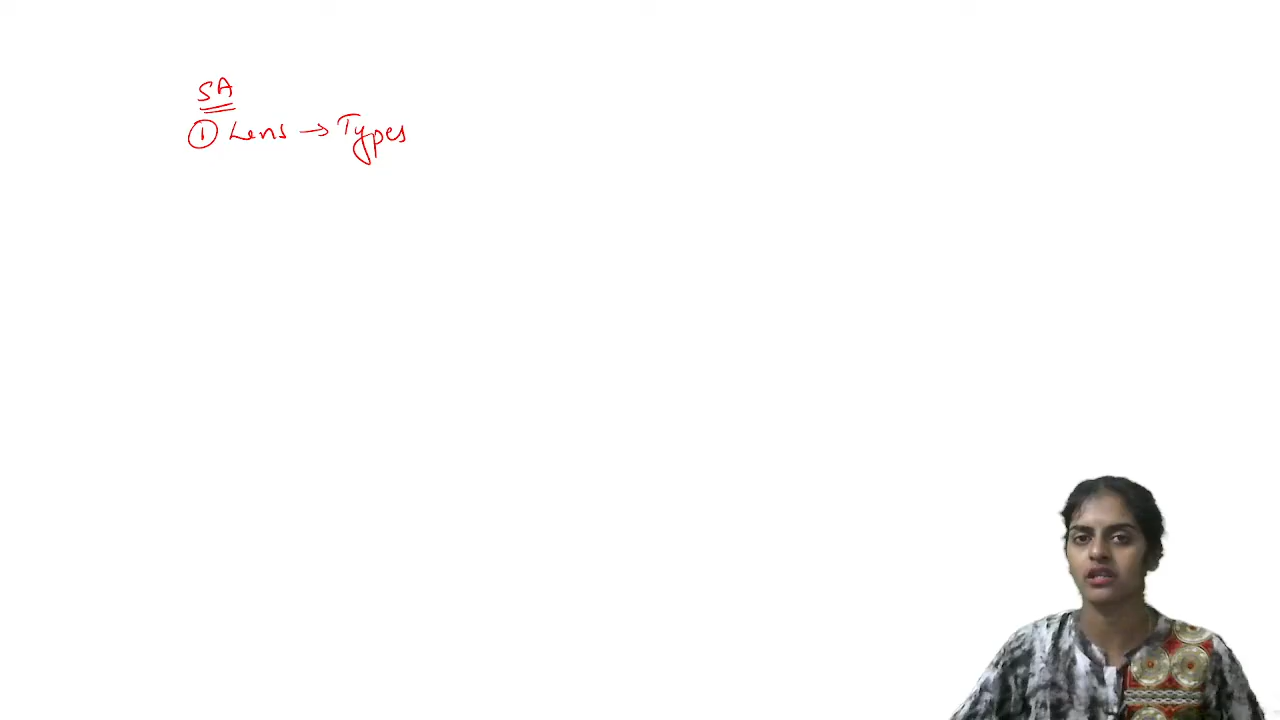 SA
① Lens → Types